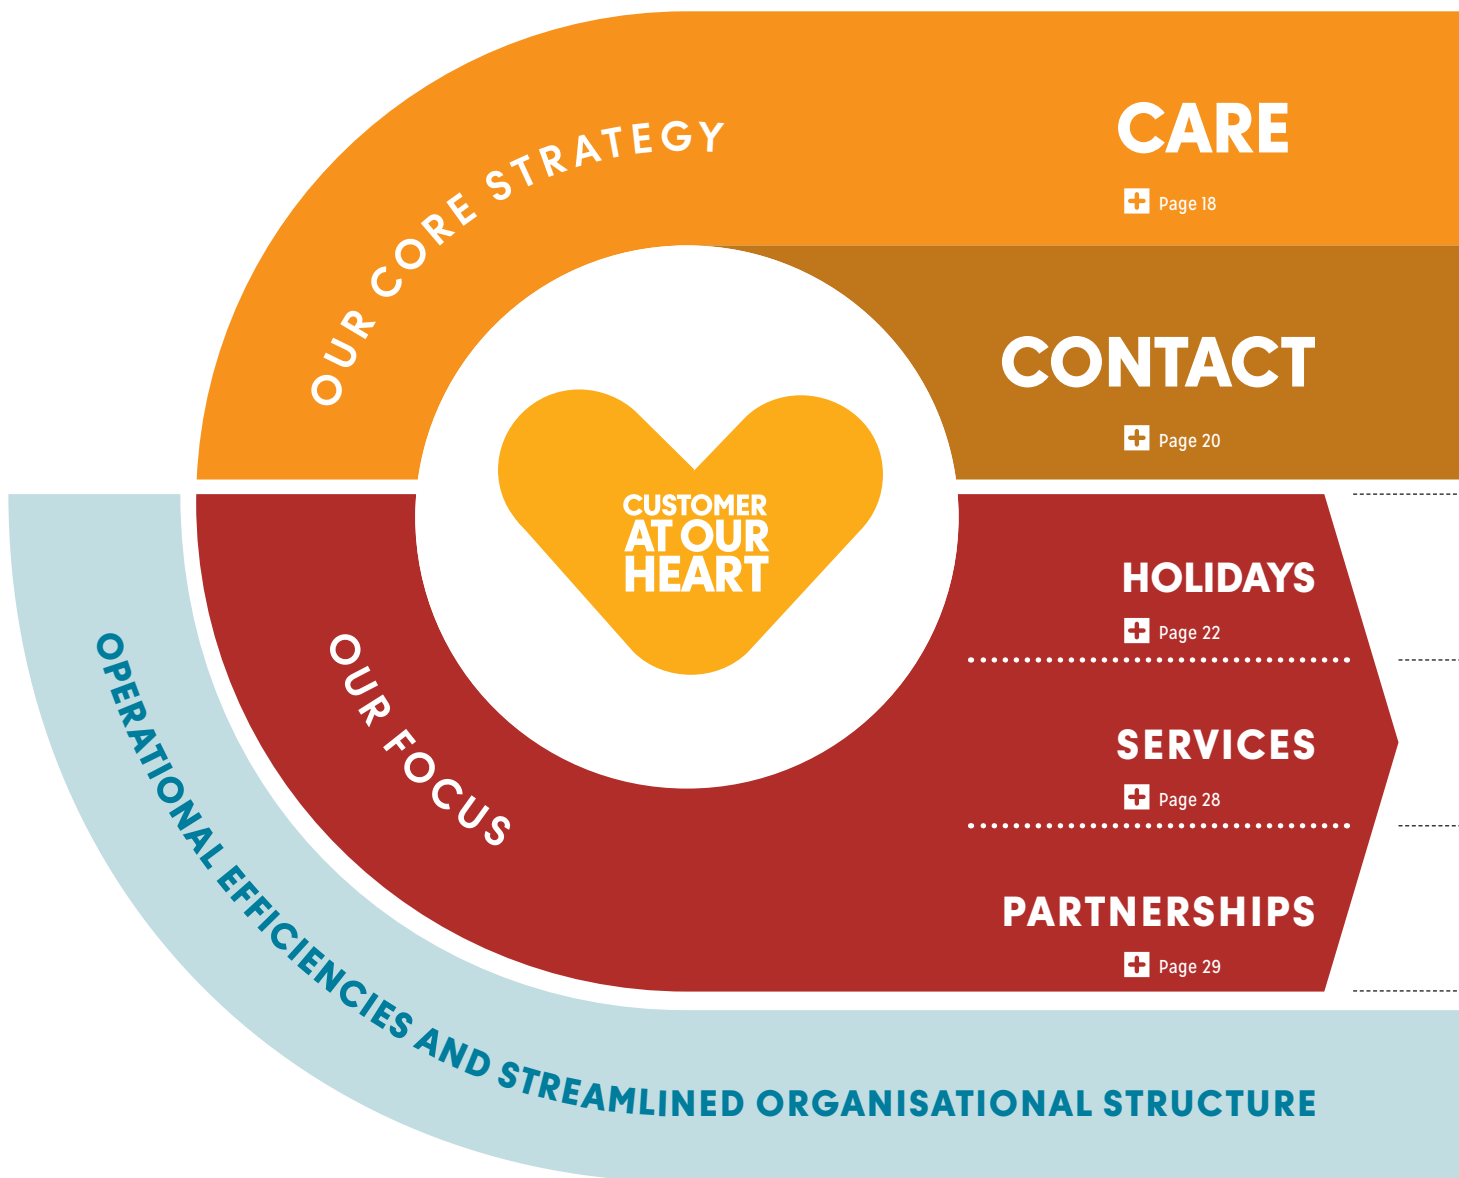 OUR CORE STRATEGY
CARE
Page 18
CONTACT
Page 20
CUSTOMER
AT OUR
HEART
OUR FOCUS
HOLIDAYS
Page 22
SERVICES
Page 28
PARTNERSHIPS
Page 29
OPERATIONAL EFFICIENCIES AND STREAMLINED ORGANISATIONAL STRUCTURE